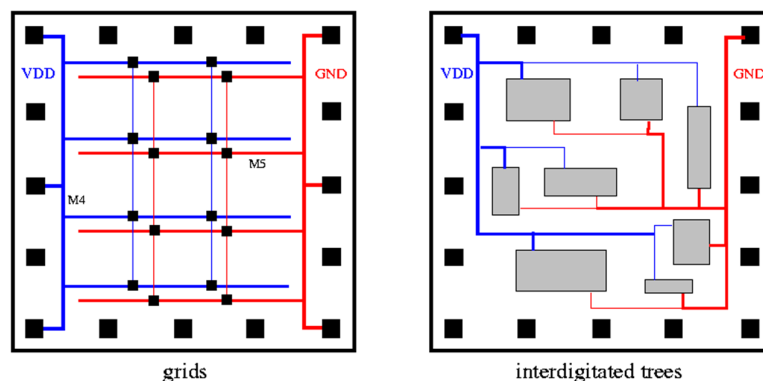 VDD
GND
M5
M4
grids
VDD
GND
interdigitated trees